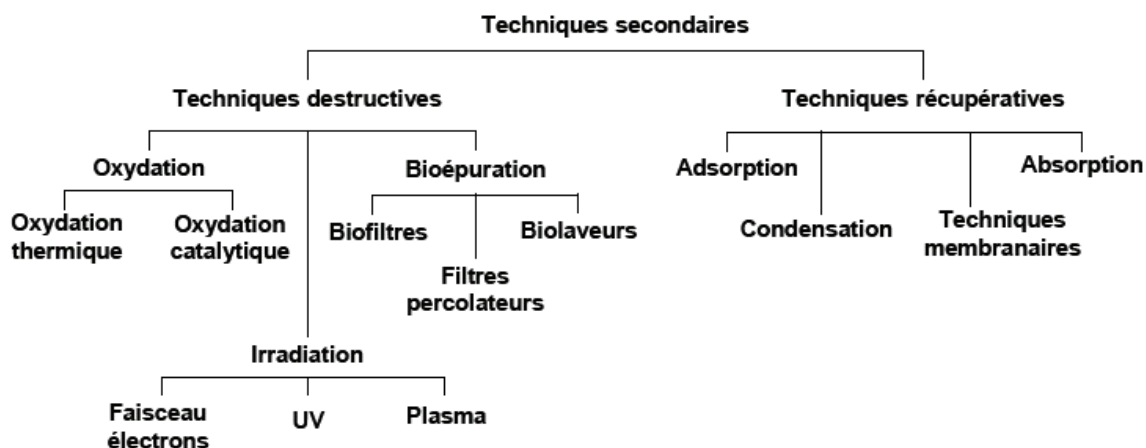 Techniques secondaires
Techniques destructives
Techniques récupératives
Oxydation
Bioépuration
Adsorption
Absorption
Oxydation
thermique
Oxydation
catalytique
Biofiltres
Biolaveurs
Condensation
Techniques
membranaires
Filtres
percolateurs
Irradiation
Faisceau
électrons
UV
Plasma